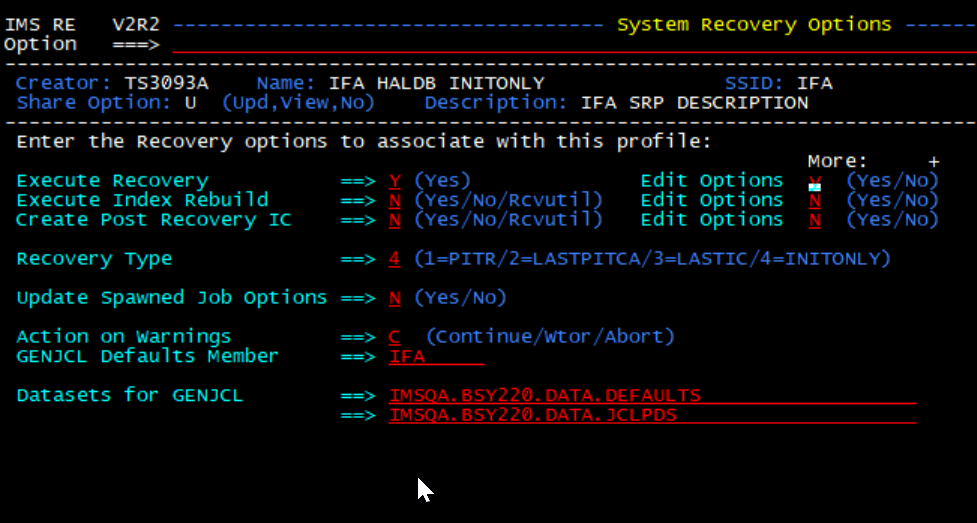 IMS RE V2R2 ------------------------------------ System Recovery Options ------
Option ===>
--------------------------------------------------------------------------------
Creator: TS3093A Name: IFA HALDB INITONLY SSID: IFA
Share Option: U (Upd,View,No) Description: IFA SRP DESCRIPTION
--------------------------------------------------------------------------------
Enter the Recovery options to associate with this profile:
More: +
Execute Recovery ==> Y (Yes) Edit Options Y (Yes/No)
Execute Index Rebuild ==> N (Yes/No/Rcvutil) Edit Options N (Yes/No)
Create Post Recovery IC ==> N (Yes/No/Rcvutil) Edit Options N (Yes/No)
Recovery Type ==> 4 (1=PITR/2=LASTPITCA/3=LASTIC/4=INITONLY)
Update Spawned Job Options ==> N (Yes/No)
Action on Warnings ==> C (Continue/Wtor/Abort)
GENJCL Defaults Member ==> IFA
Datasets for GENJCL ==> IMSQA.BSY220.DATA.DEFAULTS
==> IMSQA.BSY220.DATA.JCLPDS